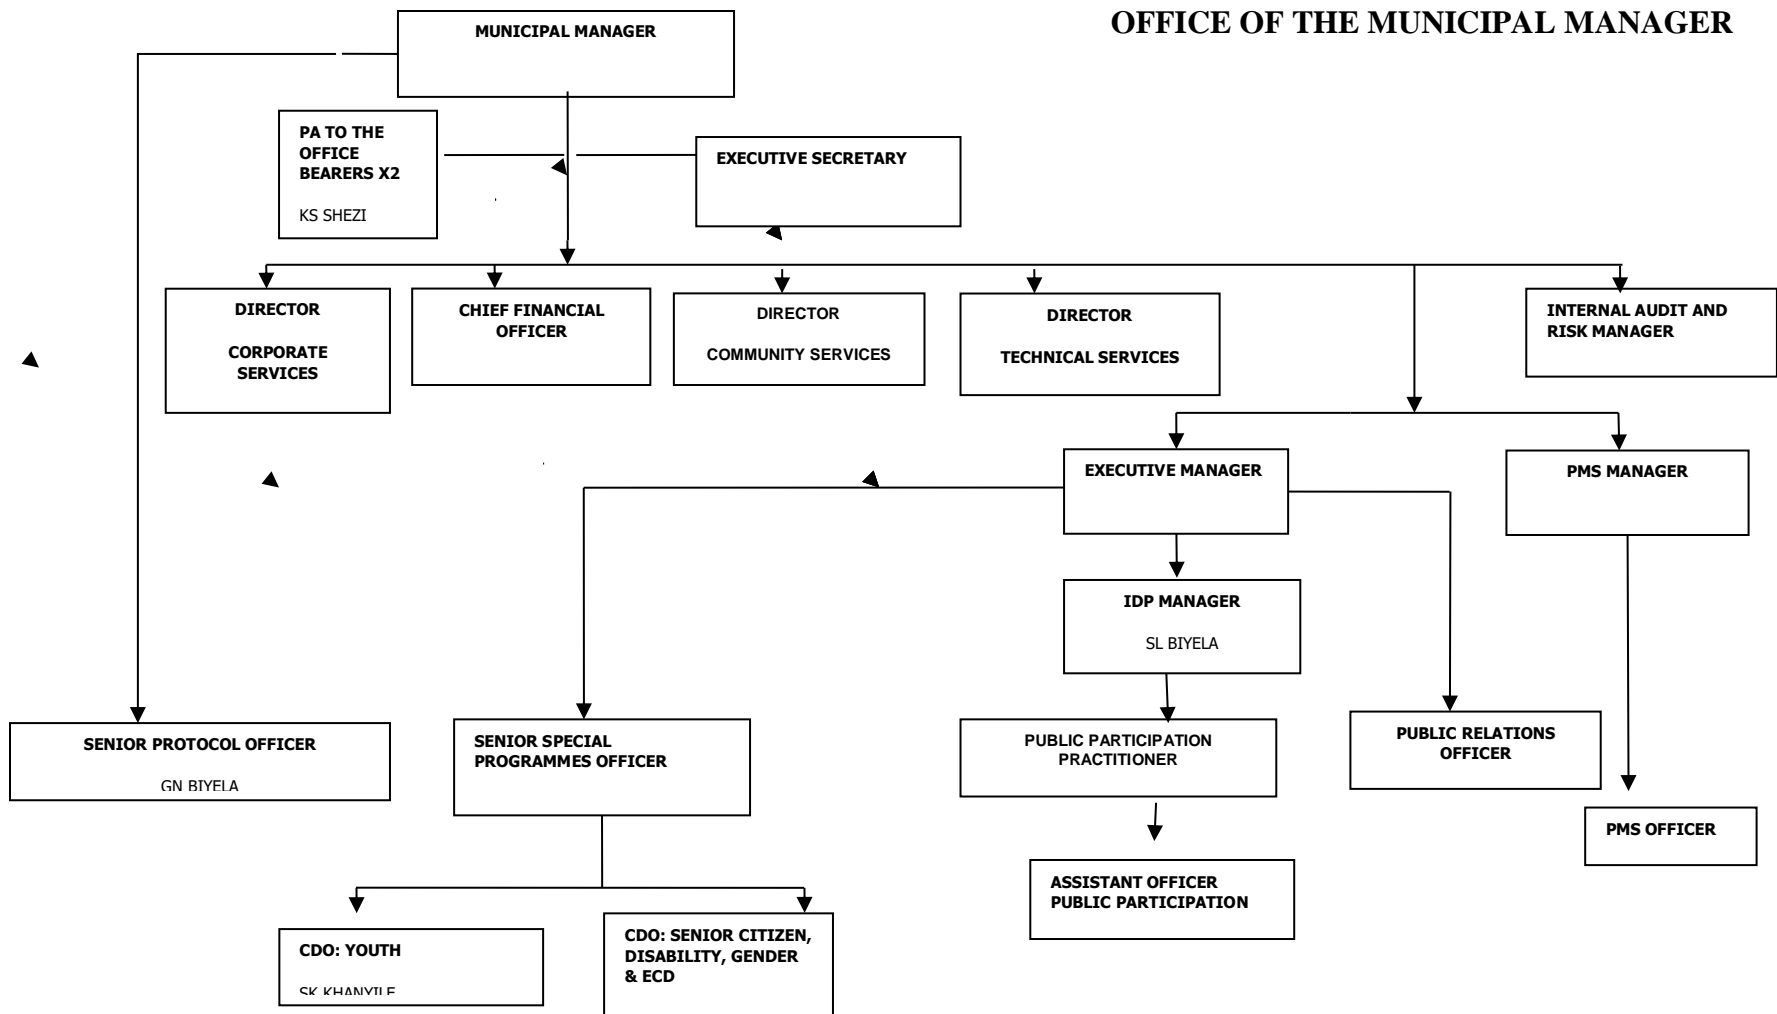 OFFICE OF THE MUNICIPAL MANAGER
MUNICIPAL MANAGER
PA TO THE
OFFICE
BEARERS X2
KS SHEZI
EXECUTIVE SECRETARY
DIRECTOR
CORPORATE
SERVICES
CHIEF FINANCIAL
OFFICER
DIRECTOR
COMMUNITY SERVICES
DIRECTOR
TECHNICAL SERVICES
INTERNAL AUDIT AND
RISK MANAGER
EXECUTIVE MANAGER
PMS MANAGER
IDP MANAGER
SL BIYELA
SENIOR PROTOCOL OFFICER
GN BIYELA
SENIOR SPECIAL
PROGRAMMES OFFICER
PUBLIC PARTICIPATION
PRACTITIONER
PUBLIC RELATIONS
OFFICER
PMS OFFICER
ASSISTANT OFFICER
PUBLIC PARTICIPATION
CDO: YOUTH
SK KHANYILE
CDO: SENIOR CITIZEN,
DISABILITY, GENDER
& ECD